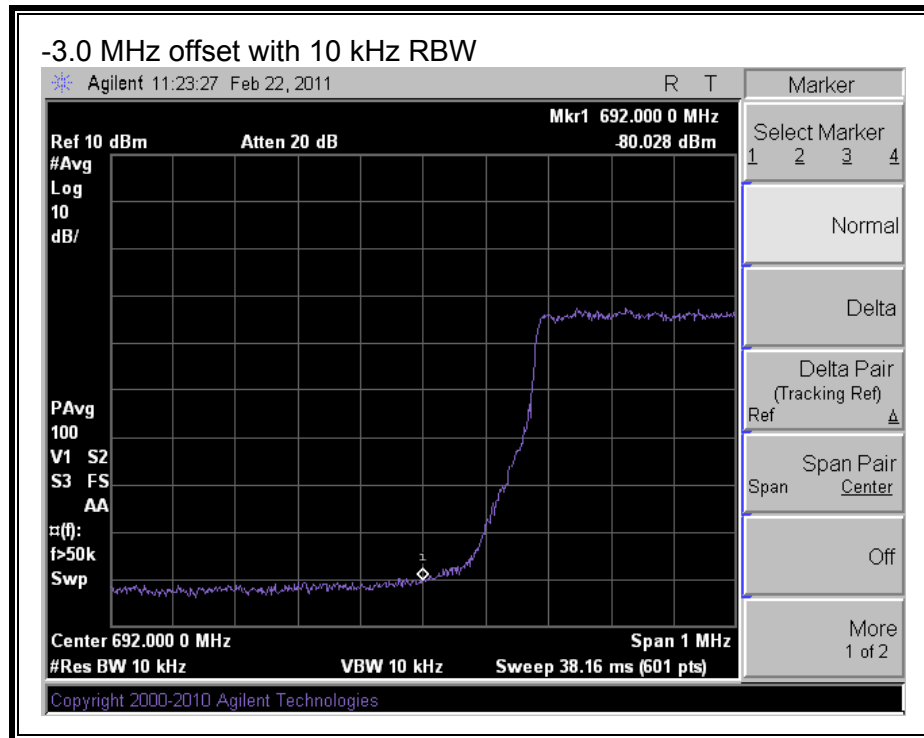 -3.0 MHz offset with 10 kHz RBW
Agilent 11:23:27 Feb 22, 2011 R T
Mkr1 692.000 0 MHz
Ref 10 dBm Atten 20 dB -80.028 dBm
#Avg
Log
10
dB/
PAvg
100
V1 S2
S3 FS
AA
¤(f):
f>50k
Swp
1
Center 692.000 0 MHz Span 1 MHz
#Res BW 10 kHz VBW 10 kHz Sweep 38.16 ms (601 pts)
Copyright 2000-2010 Agilent Technologies
Marker
Select Marker
1 2 3 4
Normal
Delta
Delta Pair
(Tracking Ref)
Ref Δ
Span Pair
Span Center
Off
More
1 of 2